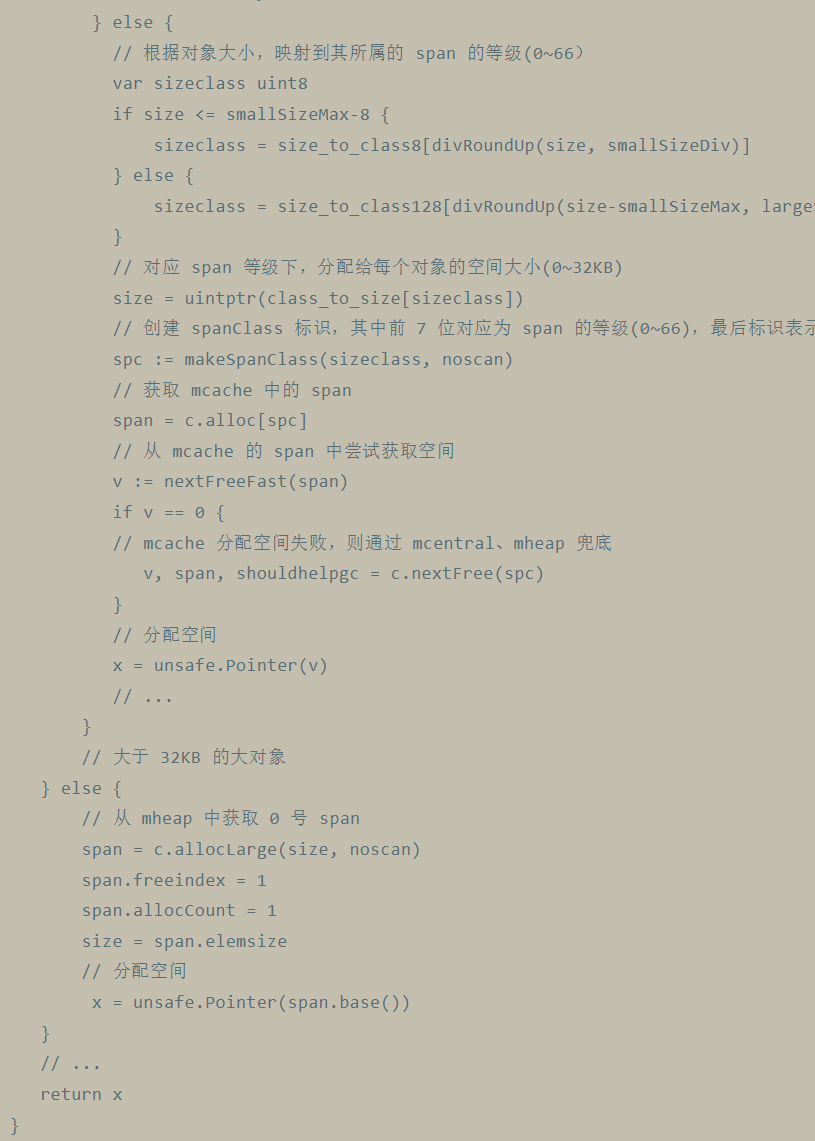 } else {
// 根据对象大小，映射到其所属的 span 的等级(0~66）
var sizeclass uint8
if size <= smallSizeMax-8 {
sizeclass = size_to_class8[divRoundUp(size, smallSizeDiv)]
} else {
sizeclass = size_to_class128[divRoundUp(size-smallSizeMax, large
}
// 对应 span 等级下，分配给每个对象的空间大小(0~32KB)
size = uintptr(class_to_size[sizeclass])
// 创建 spanClass 标识，其中前 7 位对应为 span 的等级(0~66)，最后标识表示
spc := makeSpanClass(sizeclass, noscan)
// 获取 mcache 中的 span
span = c.alloc[spc]
// 从 mcache 的 span 中尝试获取空间
v := nextFreeFast(span)
if v == 0 {
// mcache 分配空间失败，则通过 mcentral、mheap 兜底
v, span, shouldhelpgc = c.nextFree(spc)
}
// 分配空间
x = unsafe.Pointer(v)
// ...
}
// 大于 32KB 的大对象
} else {
// 从 mheap 中获取 0 号 span
span = c.allocLarge(size, noscan)
span.freeindex = 1
span.allocCount = 1
size = span.elemsize
// 分配空间
x = unsafe.Pointer(span.base())
}
// ...
return x
}